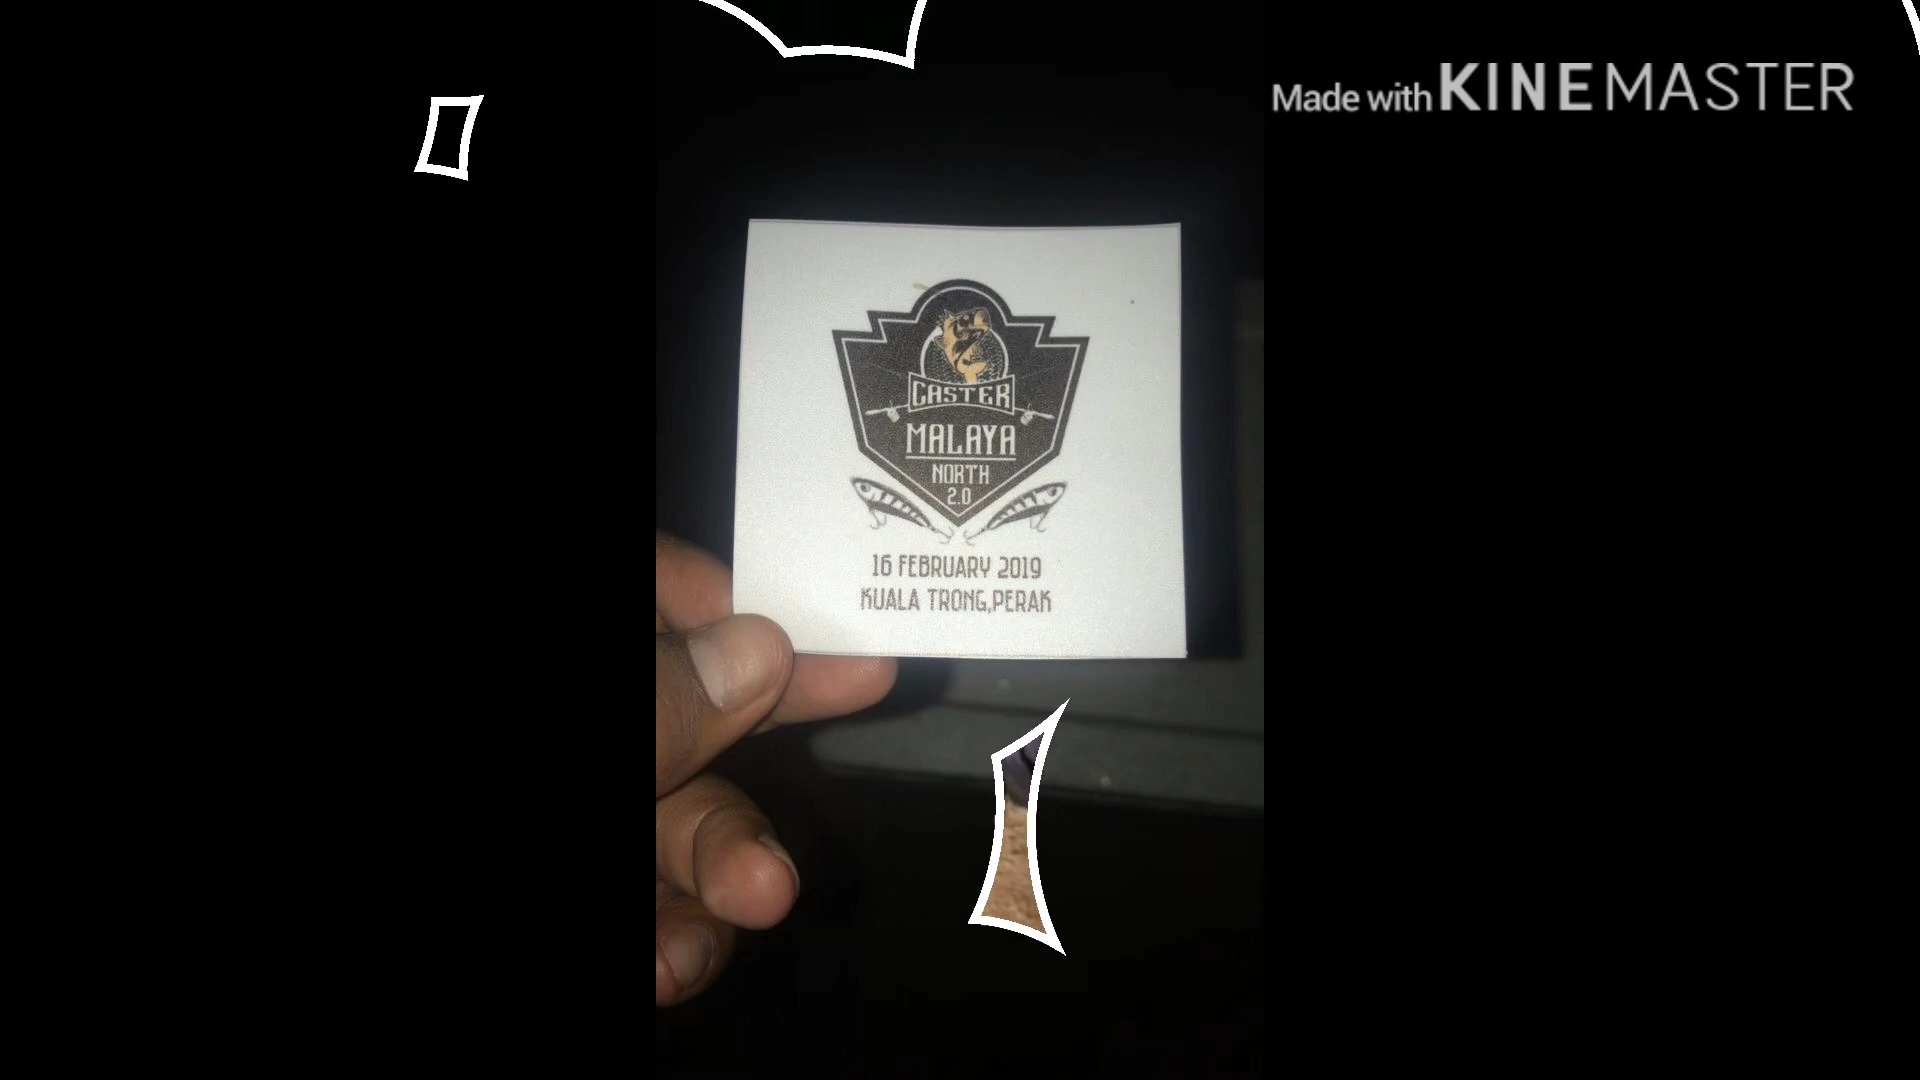 Made with KINEMASTER
CASTER
MALAYA
NORTH
2.0
16 FEBRUARY 2019
KUALA TRONG,PERAK